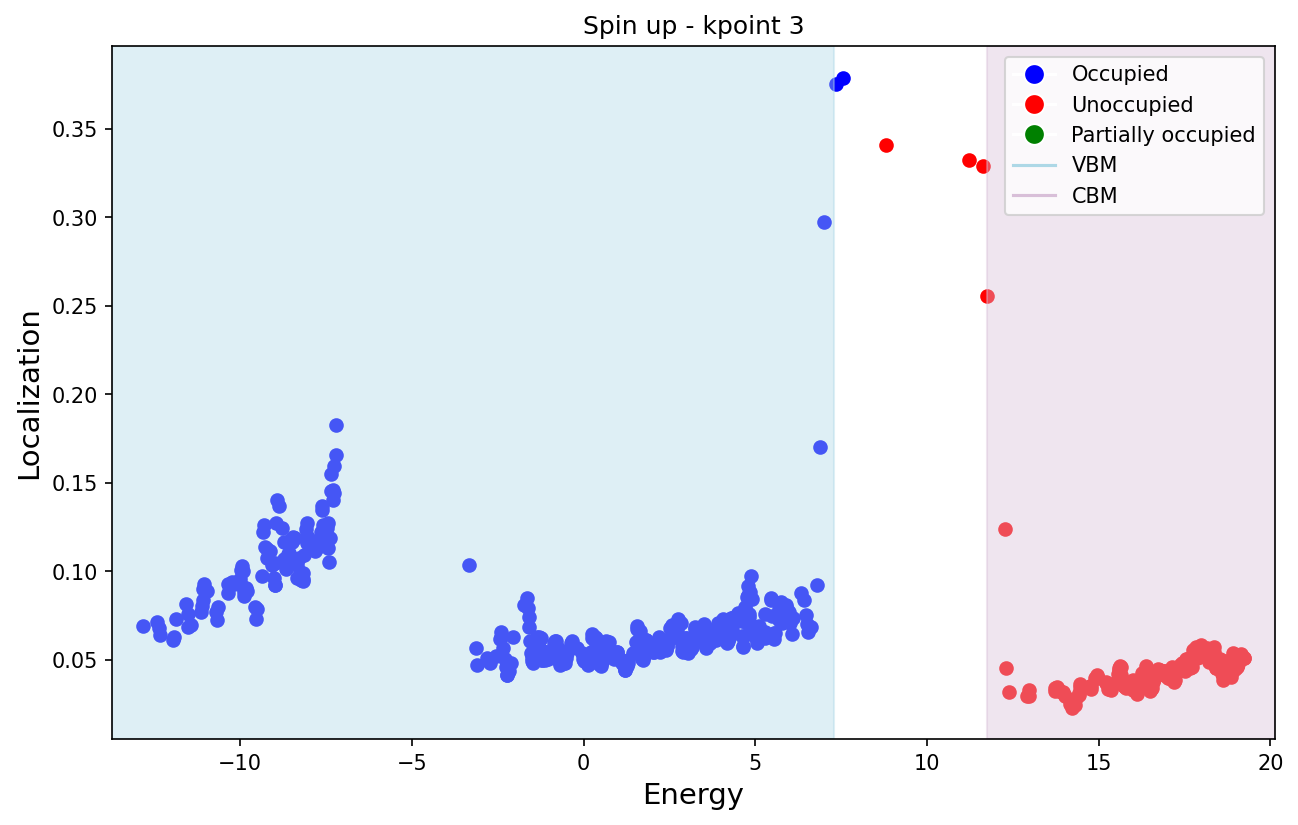 Spin up - kpoint 3
Localization
0.35
0.30
0.25
0.20
0.15
0.10
0.05
Occupied
Unoccupied
Partially occupied
VBM
CBM
−10
−5
0
5
10
15
20
Energy